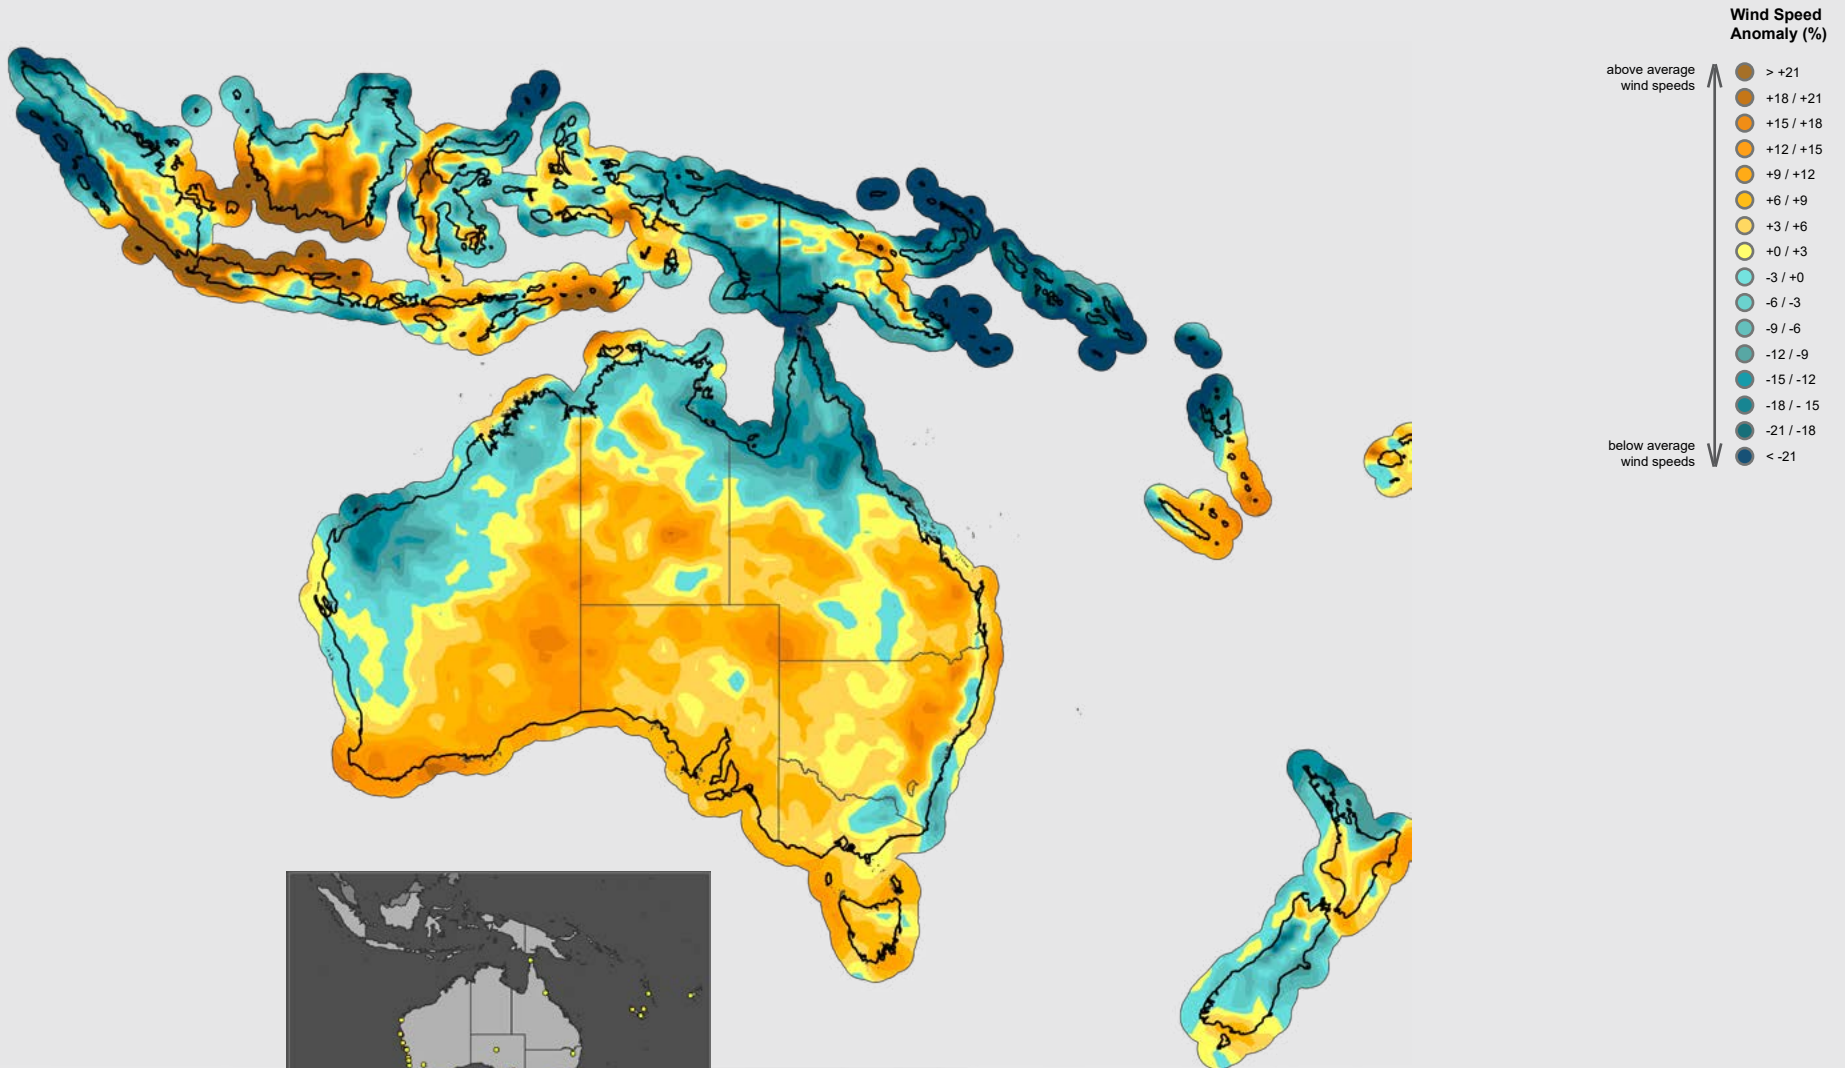 Wind Speed
Anomaly (%)
above average
wind speeds
> +21
+18 / +21
+15 / +18
+12 / +15
+9 / +12
+6 / +9
+3 / +6
+0 / +3
-3 / +0
-6 / -3
-9 / -6
-12 / -9
-15 / -12
-18 / - 15
-21 / -18
< -21
below average
wind speeds